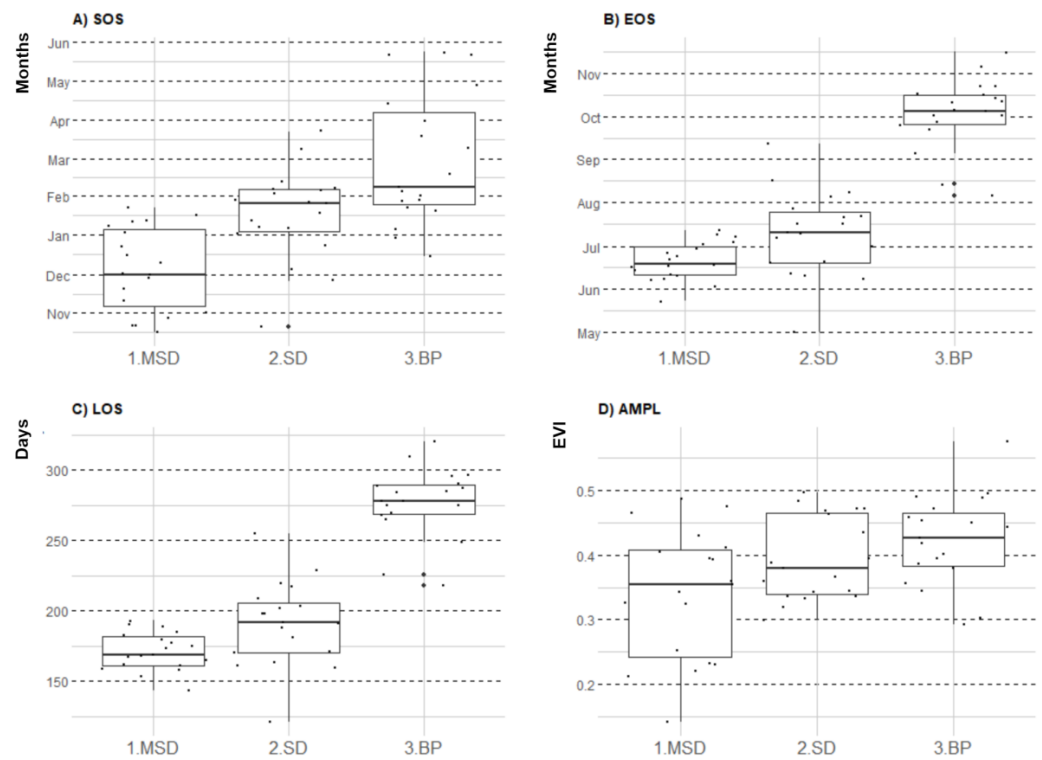 A) SOS
Months
Jun
May
Apr
Mar
Feb
Jan
Dec
Nov
1.MSD 2.SD 3.BP
B) EOS
Months
Nov
Oct
Sep
Aug
Jul
Jun
May
1.MSD 2.SD 3.BP
C) LOS
Days
300
250
200
150
1.MSD 2.SD 3.BP
D) AMPL
EVI
0.5
0.4
0.3
0.2
1.MSD 2.SD 3.BP